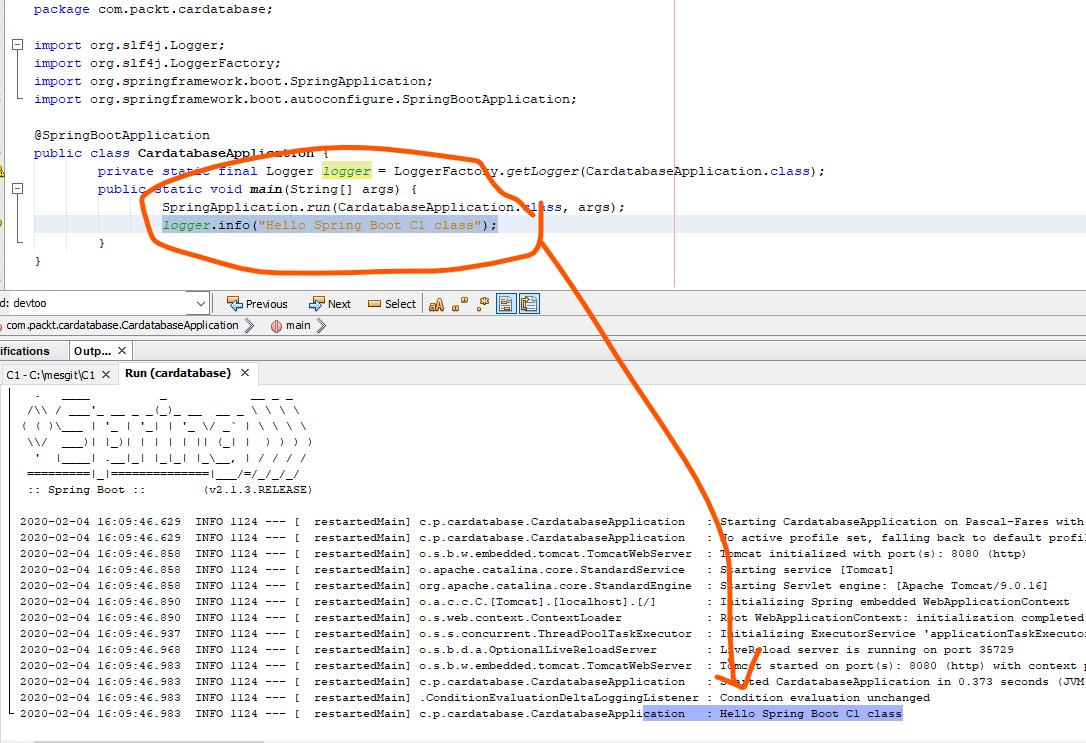 package com.packt.cardatabase;
import org.slf4j.Logger;
import org.slf4j.LoggerFactory;
import org.springframework.boot.SpringApplication;
import org.springframework.boot.autoconfigure.SpringBootApplication;
@SpringBootApplication
public class CardatabaseApplication {
private static final Logger logger = LoggerFactory.getLogger(CardatabaseApplication.class);
public static void main(String[] args) {
SpringApplication.run(CardatabaseApplication.class, args);
logger.info("Hello Spring Boot C1 class");
}
}
d: devtoo Previous Next Select
com.packt.cardatabase.CardatabaseApplication main
ifications Outp...
C1 - C:\mesgit\C1 Run (cardatabase)
:: Spring Boot :: (v2.1.3.RELEASE)
2020-02-04 16:09:46.629 INFO 1124 --- [ restartedMain] c.p.cardatabase.CardatabaseApplication : Starting CardatabaseApplication on Pascal-Fares with
2020-02-04 16:09:46.629 INFO 1124 --- [ restartedMain] c.p.cardatabase.CardatabaseApplication : No active profile set, falling back to default profil
2020-02-04 16:09:46.858 INFO 1124 --- [ restartedMain] o.s.b.w.embedded.tomcat.TomcatWebServer : Tomcat initialized with port(s): 8080 (http)
2020-02-04 16:09:46.858 INFO 1124 --- [ restartedMain] o.apache.catalina.core.StandardService : Starting service [Tomcat]
2020-02-04 16:09:46.858 INFO 1124 --- [ restartedMain] org.apache.catalina.core.StandardEngine : Starting Servlet engine: [Apache Tomcat/9.0.16]
2020-02-04 16:09:46.890 INFO 1124 --- [ restartedMain] o.a.c.c.C.[Tomcat].[localhost].[/] : Initializing Spring embedded WebApplicationContext
2020-02-04 16:09:46.890 INFO 1124 --- [ restartedMain] o.s.web.context.ContextLoader : Root WebApplicationContext: initialization completed
2020-02-04 16:09:46.937 INFO 1124 --- [ restartedMain] o.s.s.concurrent.ThreadPoolTaskExecutor : Initializing ExecutorService 'applicationTaskExecuto
2020-02-04 16:09:46.968 INFO 1124 --- [ restartedMain] o.s.b.d.a.OptionalLiveReloadServer : LiveReload server is running on port 35729
2020-02-04 16:09:46.983 INFO 1124 --- [ restartedMain] o.s.b.w.embedded.tomcat.TomcatWebServer : Tomcat started on port(s): 8080 (http) with context p
2020-02-04 16:09:46.983 INFO 1124 --- [ restartedMain] c.p.cardatabase.CardatabaseApplication : Started CardatabaseApplication in 0.373 seconds (JVM
2020-02-04 16:09:46.983 INFO 1124 --- [ restartedMain] .ConditionEvaluationDeltaLoggingListener : Condition evaluation unchanged
2020-02-04 16:09:46.983 INFO 1124 --- [ restartedMain] c.p.cardatabase.CardatabaseApplication : Hello Spring Boot C1 class